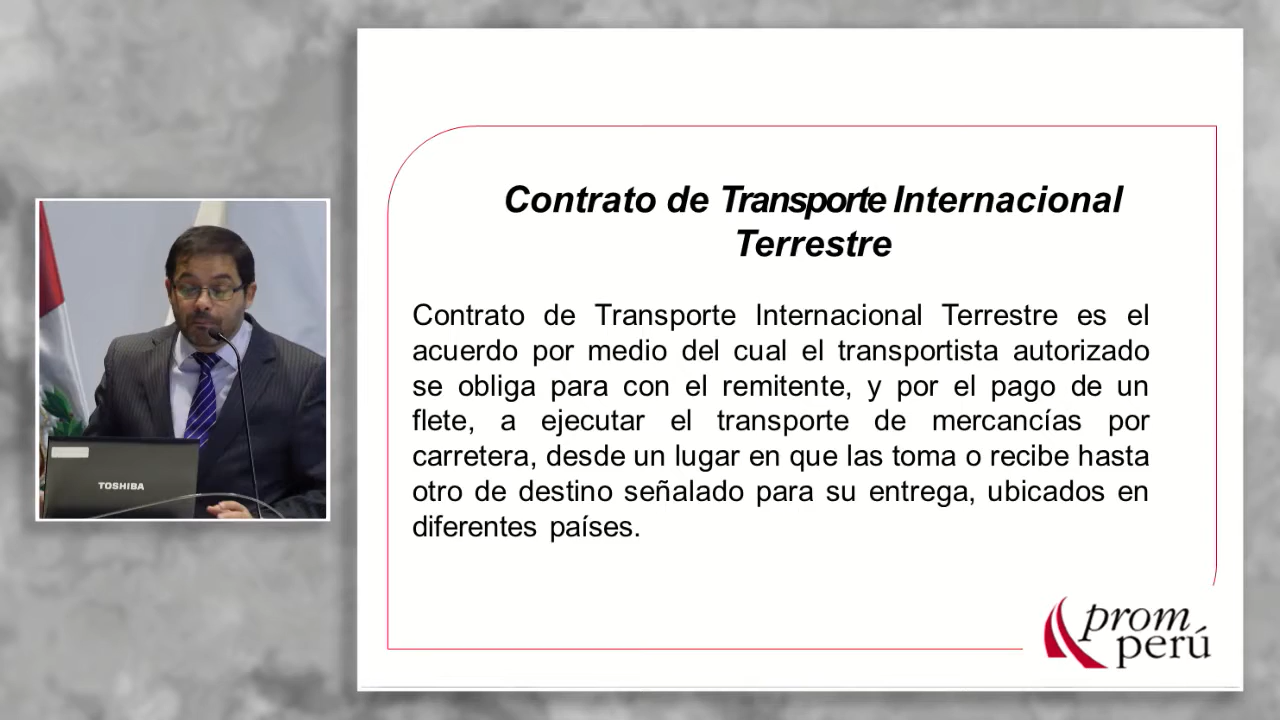 Contrato de Transporte Internacional
Terrestre
Contrato de Transporte Internacional Terrestre es el
acuerdo por medio del cual el transportista autorizado
se obliga para con el remitente, y por el pago de un
flete, a ejecutar el transporte de mercancías por
carretera, desde un lugar en que las toma o recibe hasta
otro de destino señalado para su entrega, ubicados en
diferentes países.
TOSHIBA
prom
perú